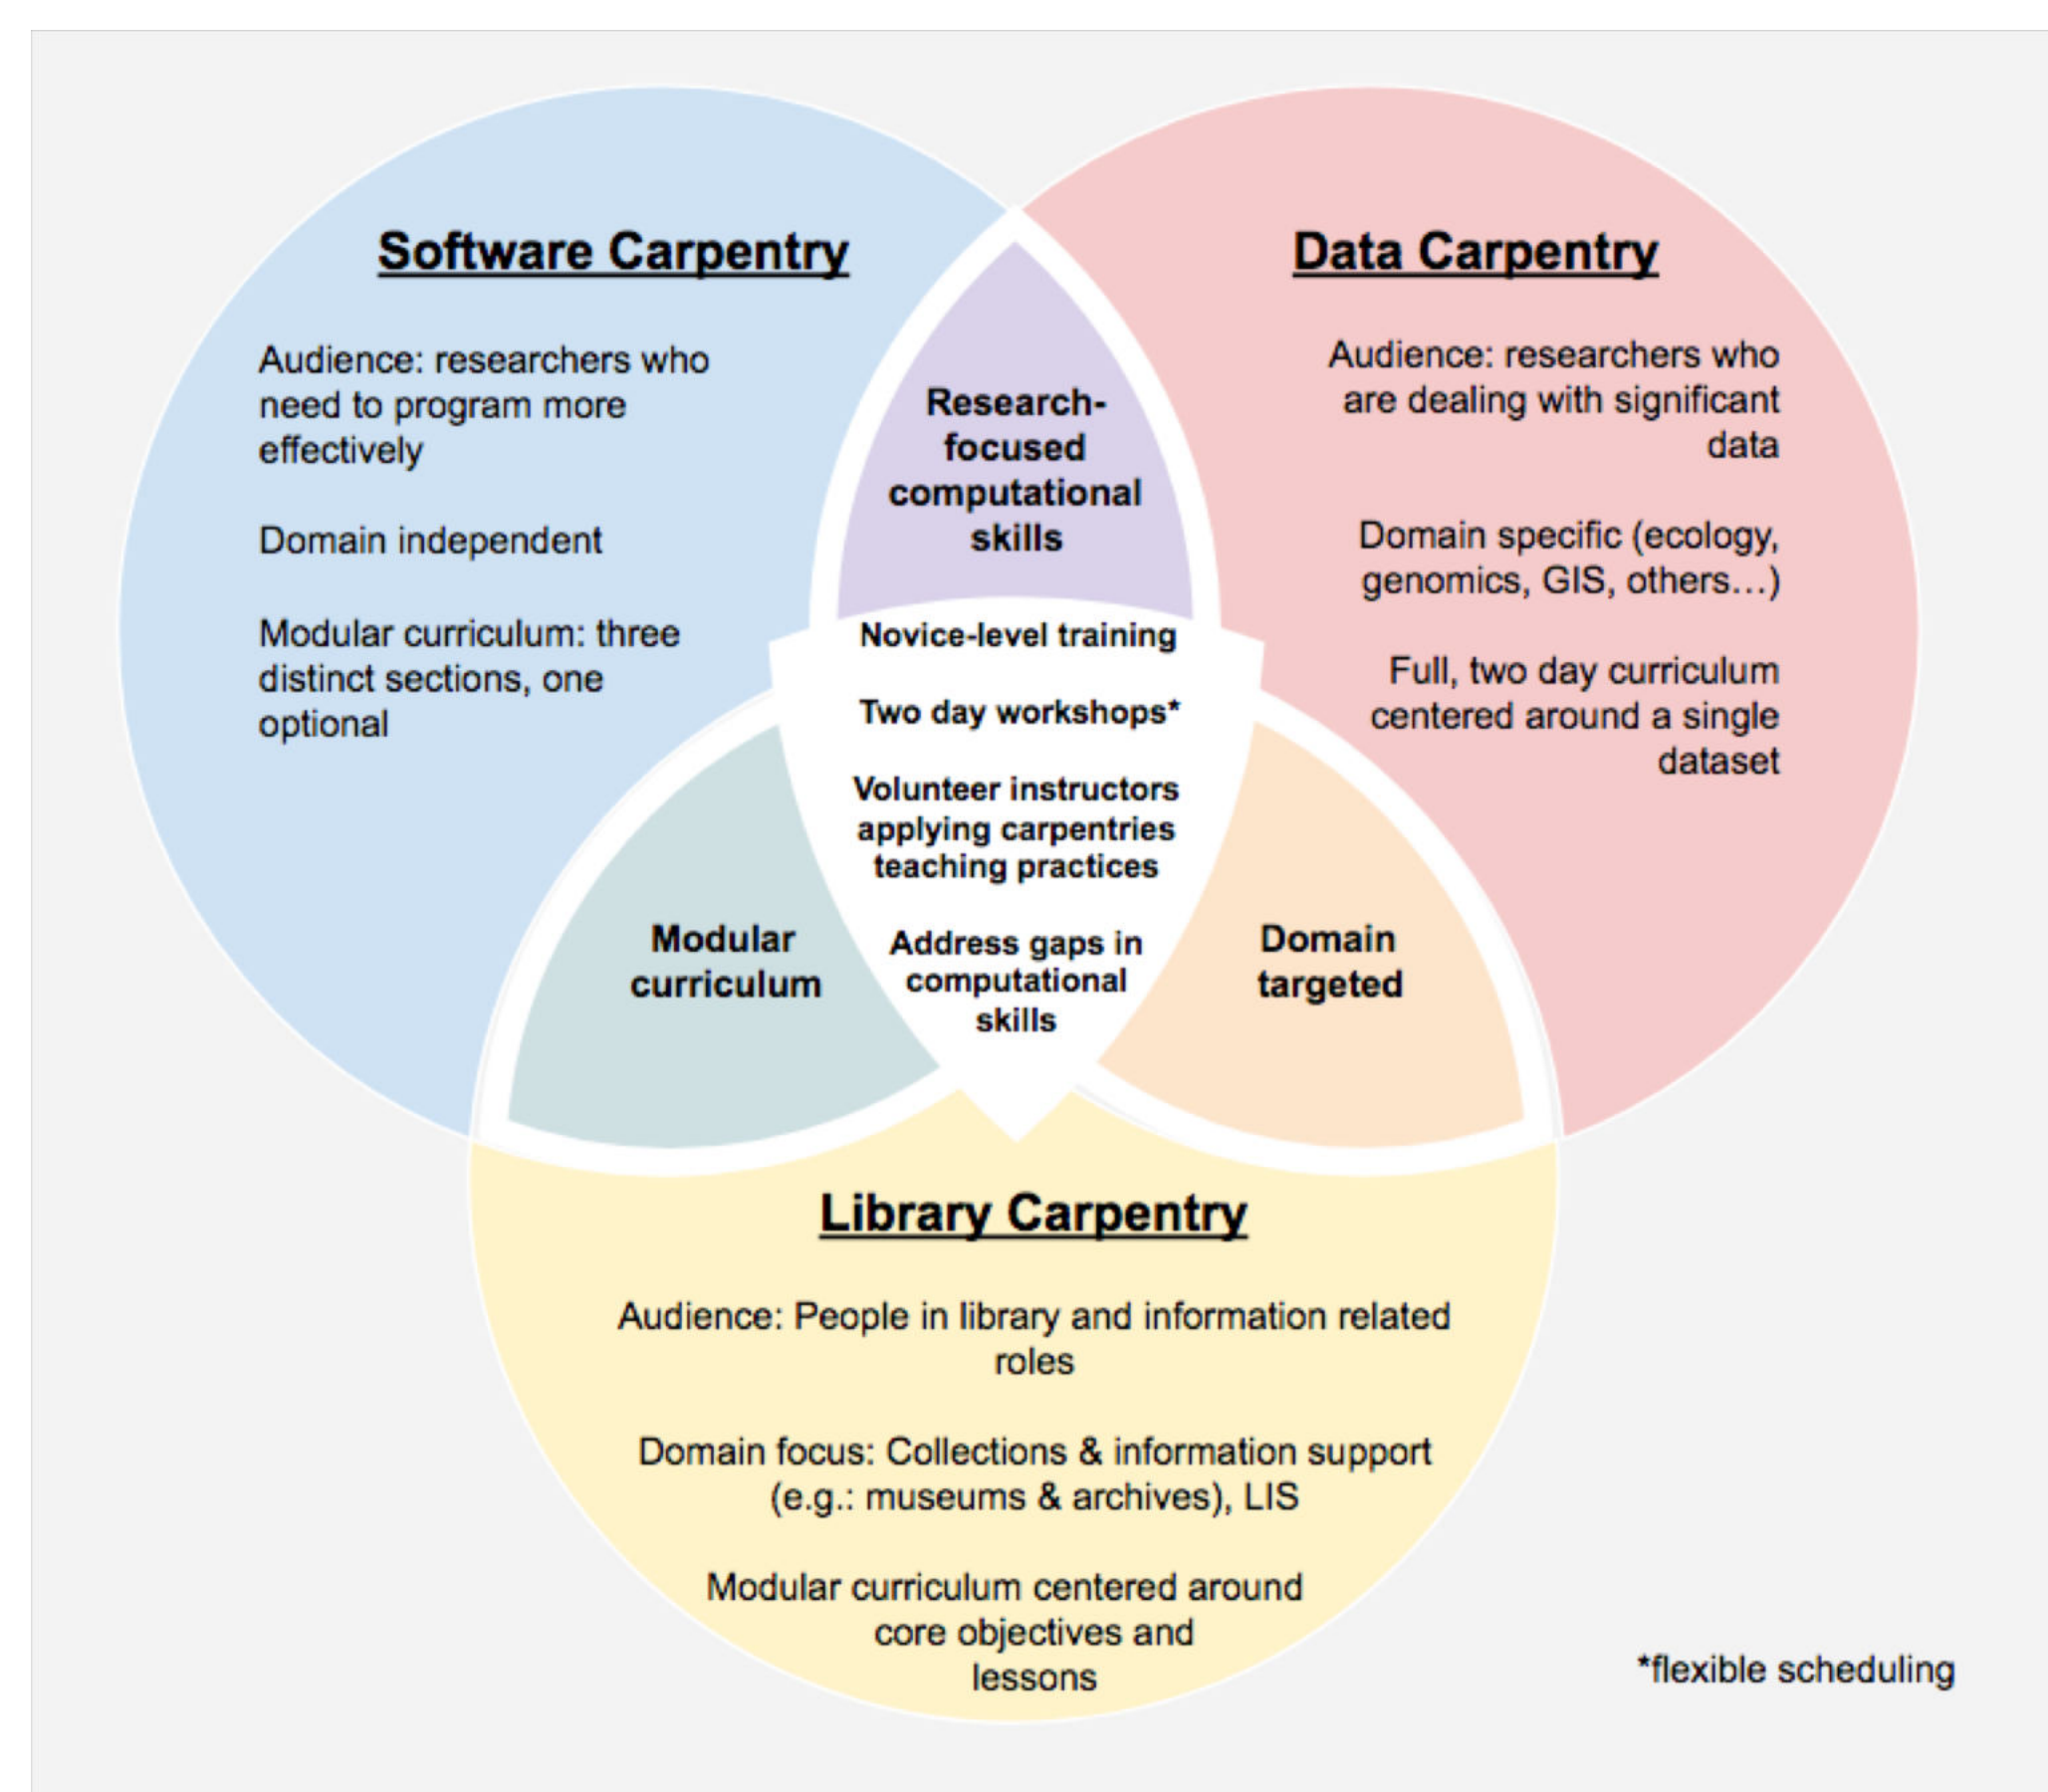 Software Carpentry
Audience: researchers who
need to program more
effectively
Domain independent
Modular curriculum: three
distinct sections, one
optional
Data Carpentry
Audience: researchers who
are dealing with significant
data
Domain specific (ecology,
genomics, GIS, others...)
Full, two day curriculum
centered around a single
dataset
Research-
focused
computational
skills
Novice-level training
Two day workshops*
Volunteer instructors
applying carpentries
teaching practices
Address gaps in
computational
skills
Modular
curriculum
Domain
targeted
Library Carpentry
Audience: People in library and information related
roles
Domain focus: Collections & information support
(e.g.: museums & archives), LIS
Modular curriculum centered around
core objectives and
lessons
*flexible scheduling